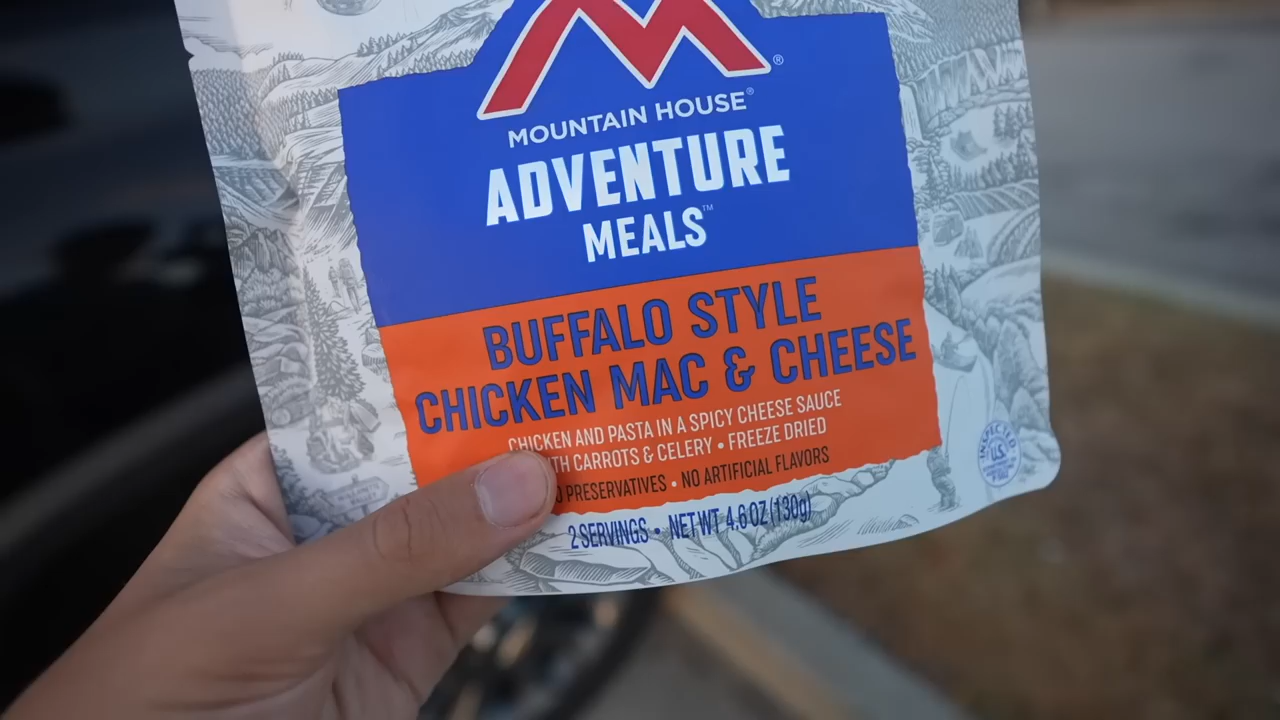 MOUNTAIN HOUSE®
ADVENTURE
MEALS™
BUFFALO STYLE
CHICKEN MAC & CHEESE
CHICKEN AND PASTA IN A SPICY CHEESE SAUCE
CARROTS & CELERY • FREEZE DRIED
PRESERVATIVES • NO ARTIFICIAL FLAVORS
2 SERVINGS • NET WT 4.6 OZ (130g)
INSPECTED
U.S.